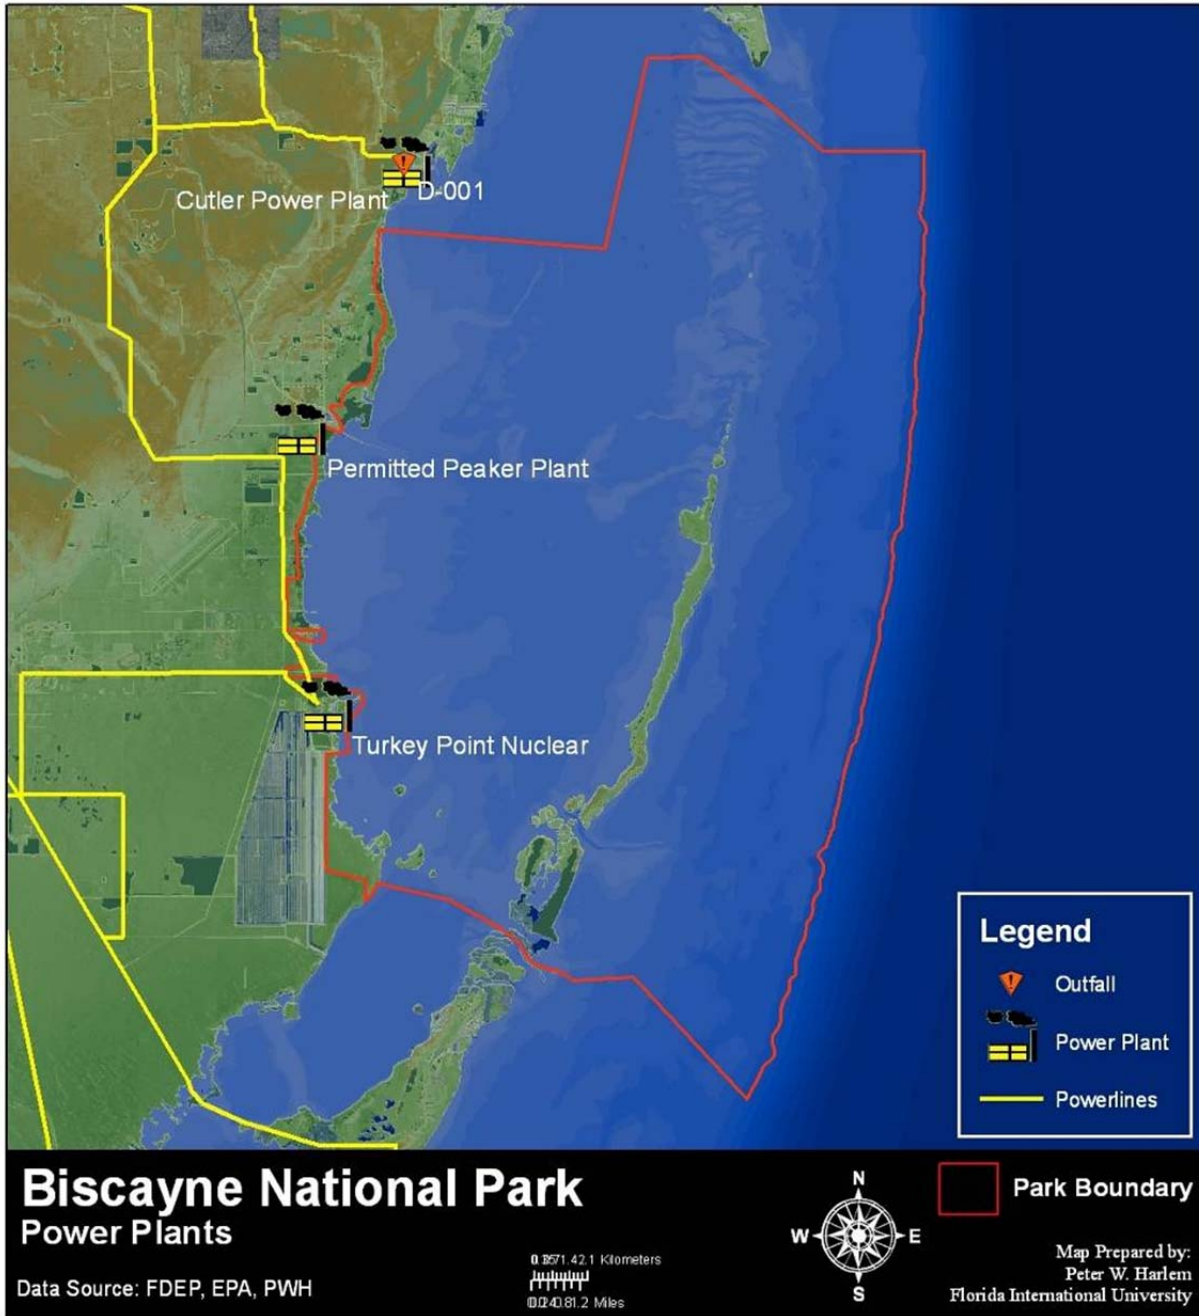 Cutler Power Plant
D-001
Permitted Peaker Plant
Turkey Point Nuclear
Legend
Outfall
Power Plant
Powerlines
Biscayne National Park
Power Plants
Data Source: FDEP, EPA, PWH
Kilometers
Miles
N
W
E
S
Park Boundary
Map Prepared by:
Peter W. Harlem
Florida International University